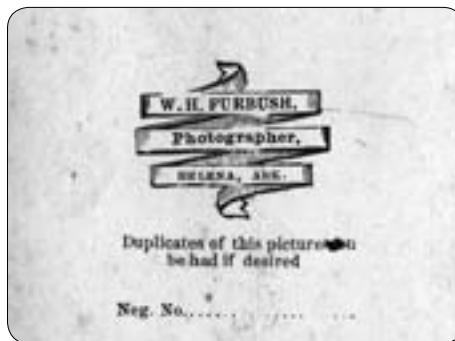 W. H. FURBUSH,
Photographer,
HELENA, ARK.
Duplicates of this picture
be had if desired
Neg. No.